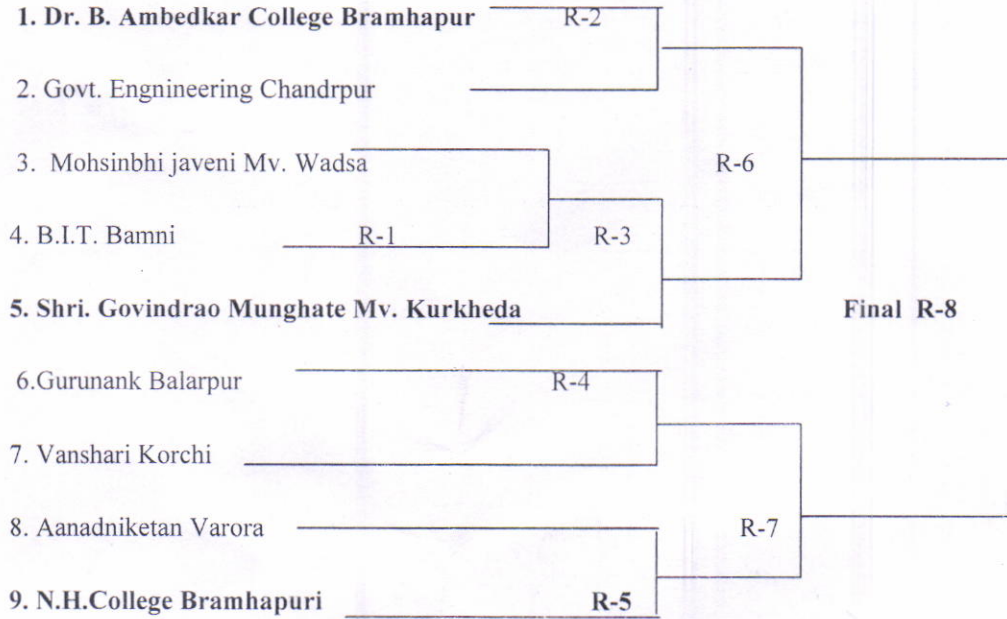 1. Dr. B. Ambedkar College Bramhapur R-2
2. Govt. Engnineering Chandrpur
3. Mohsinbhi javeni Mv. Wadsa R-6
4. B.I.T. Bamni R-1 R-3
5. Shri. Govindrao Munghate Mv. Kurkheda Final R-8
6.Gurunank Balarpur R-4
7. Vanshari Korchi
8. Aanadniketan Varora R-7
9. N.H.College Bramhapuri R-5